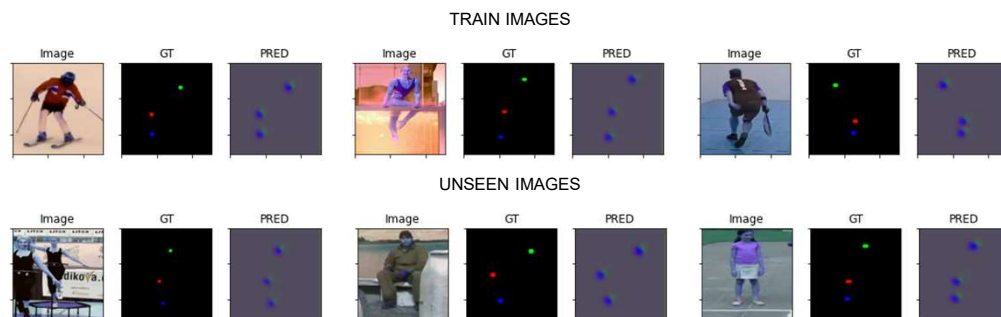 TRAIN IMAGES
Image GT PRED Image GT PRED Image GT PRED
UNSEEN IMAGES
Image GT PRED Image GT PRED Image GT PRED
dikoya.c